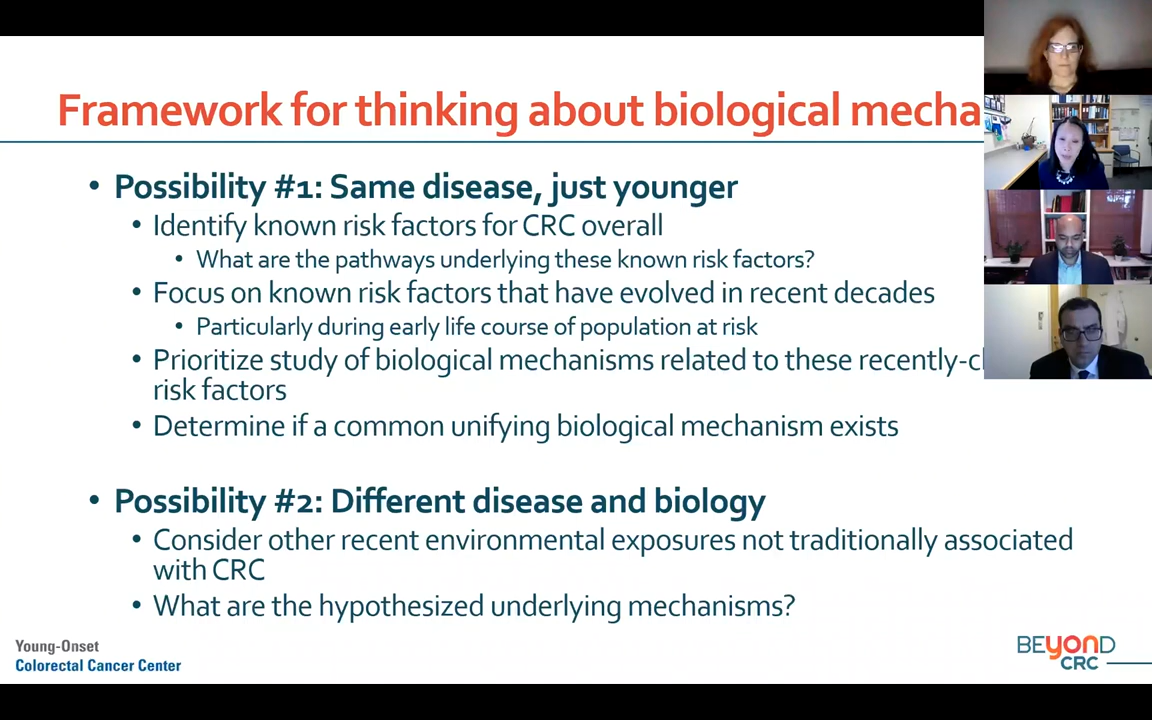 Framework for thinking about biological mecha
• Possibility #1: Same disease, just younger
• Identify known risk factors for CRC overall
• What are the pathways underlying these known risk factors?
• Focus on known risk factors that have evolved in recent decades
• Particularly during early life course of population at risk
• Prioritize study of biological mechanisms related to these recently-c
risk factors
• Determine if a common unifying biological mechanism exists
• Possibility #2: Different disease and biology
• Consider other recent environmental exposures not traditionally associated
with CRC
• What are the hypothesized underlying mechanisms?
Young-Onset
Colorectal Cancer Center
BEYOND
CRC